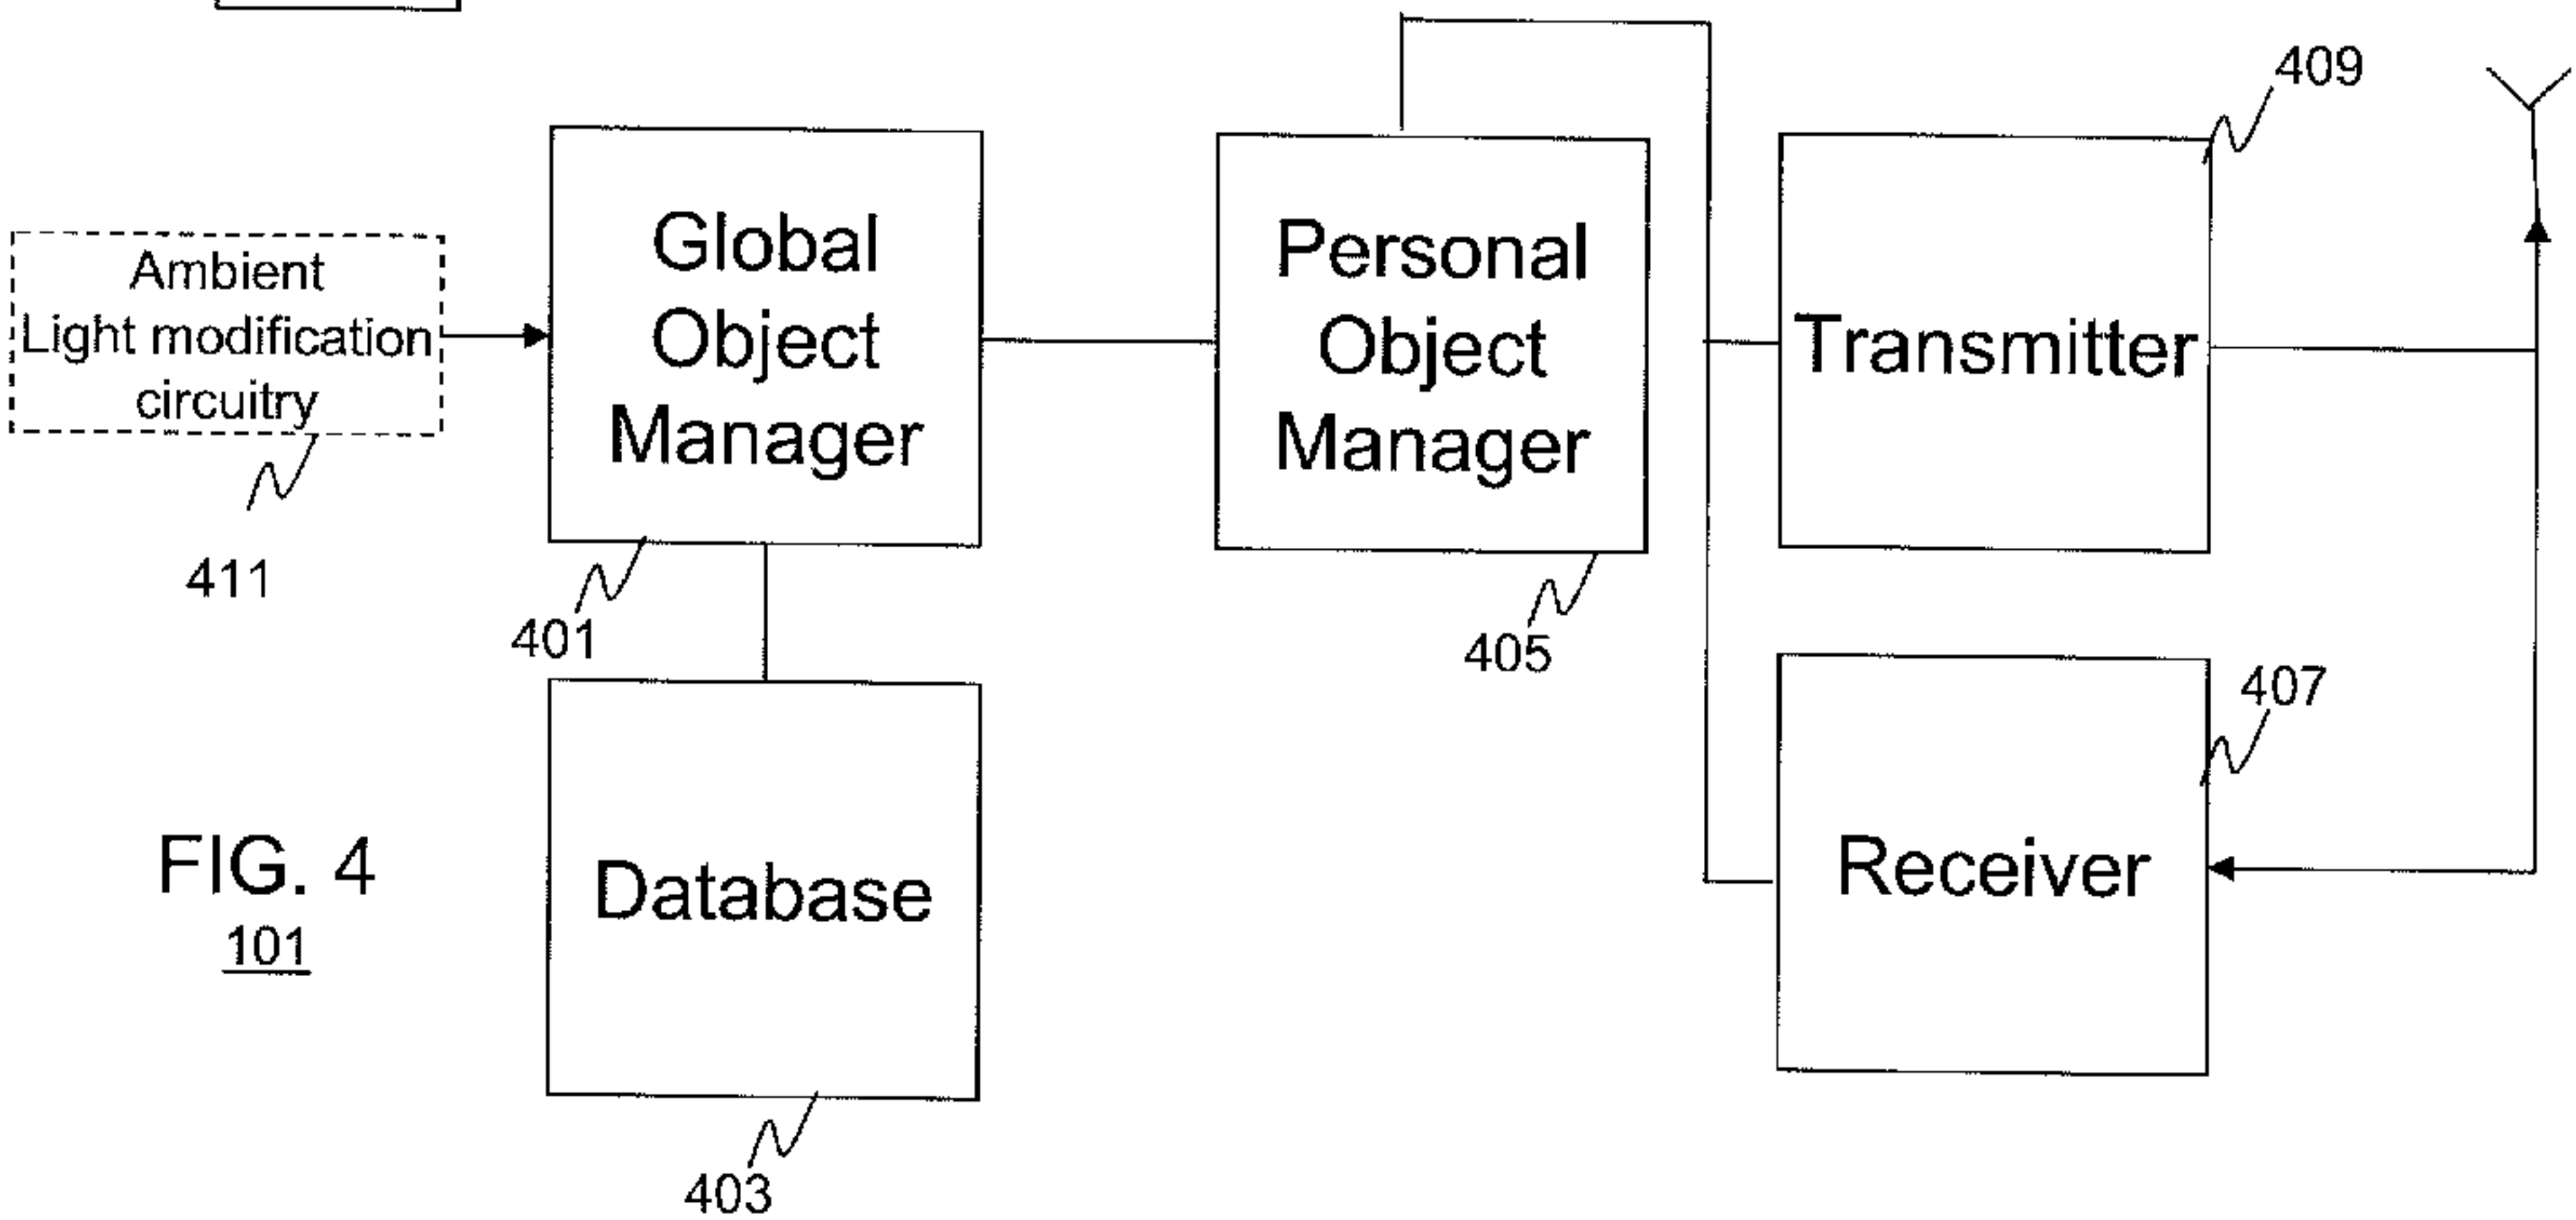 409
Ambient
Light modification
circuitry
411
Global
Object
Manager
401
Personal
Object
Manager
405
Transmitter
407
Receiver
Database
403
FIG. 4
101